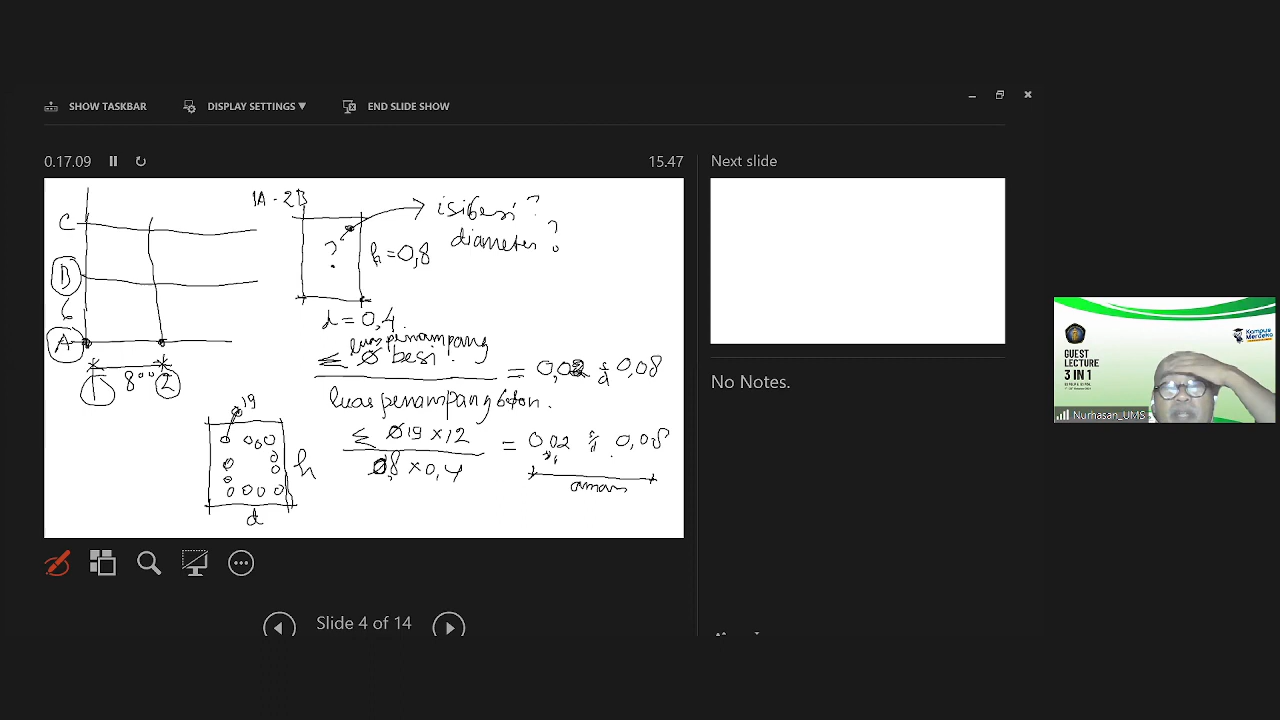 SHOW TASKBAR
DISPLAY SETTINGS ▼
END SLIDE SHOW
0.17.09
15.47
Next slide
1A - 2B
C
B
6
A
1
800
2
isi besi ?
diameter ?
?
h = 0,8
d = 0,4
luas penampang
Σ Ø besi
luas penampang beton.
= 0,02 s/d 0,08
19
h
d
Σ Ø19 x 12
0,8 x 0,4
= 0,02 0,08
aman
No Notes.
GUEST
LECTURE
3 IN 1
Kampus
Merdeka
Nurhasan_UMS
Slide 4 of 14